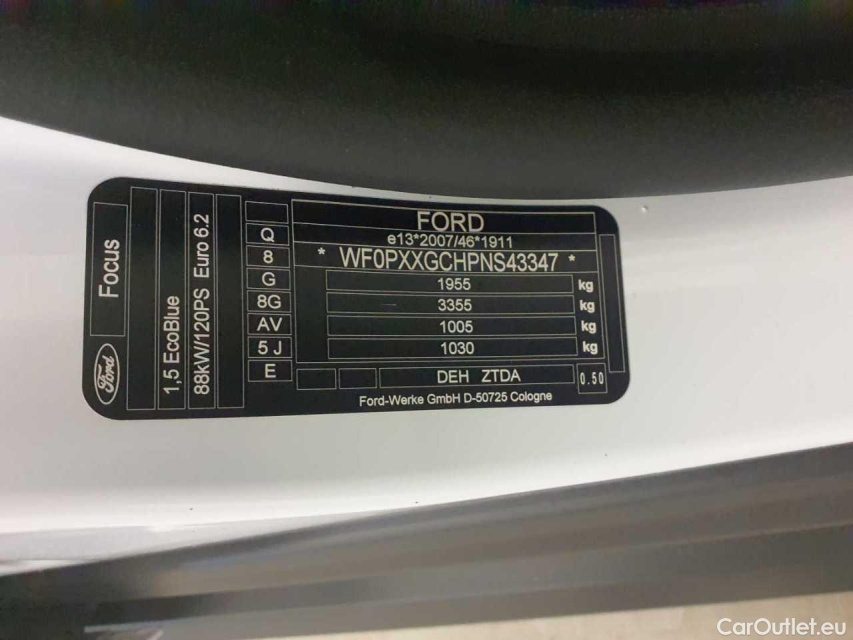 Focus
Ford
1,5 EcoBlue
88kW/120PS Euro 6.2
Q
8
G
8G
AV
5 J
E
FORD
e13*2007/46*1911
* WF0PXXGCHPNS43347 *
1955 kg
3355 kg
1005 kg
1030 kg
DEH ZTDA 0.50
Ford-Werke GmbH D-50725 Cologne
CarOutlet.eu